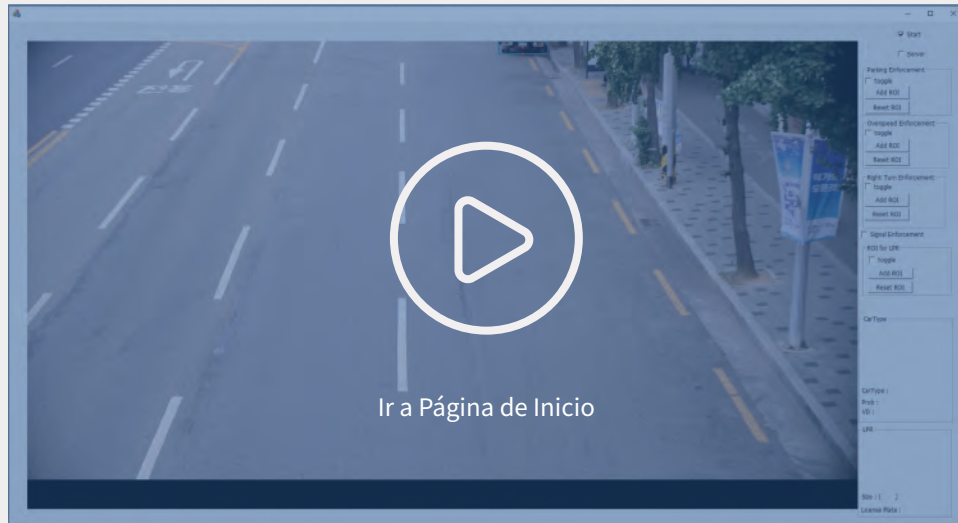 Start
Server
Parking Enforcement
toggle
Add ROI
Reset ROI
Overspeed Enforcement
toggle
Add ROI
Reset ROI
Right Turn Enforcement
toggle
Add ROI
Reset ROI
Signal Enforcement
ROI for LPR
toggle
Add ROI
Reset ROI
CarType
Ir a Página de Inicio
CarType :
Prob :
VD :
LPR
Size : [ ]
License Plate :